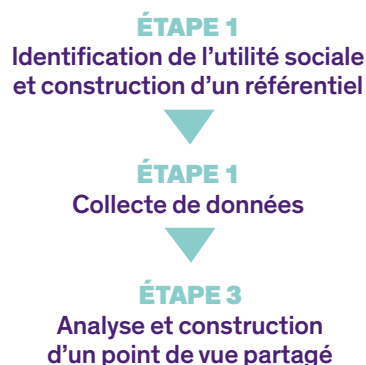 ÉTAPE 1
Identification de l’utilité sociale
et construction d’un référentiel
ÉTAPE 1
Collecte de données
ÉTAPE 3
Analyse et construction
d’un point de vue partagé